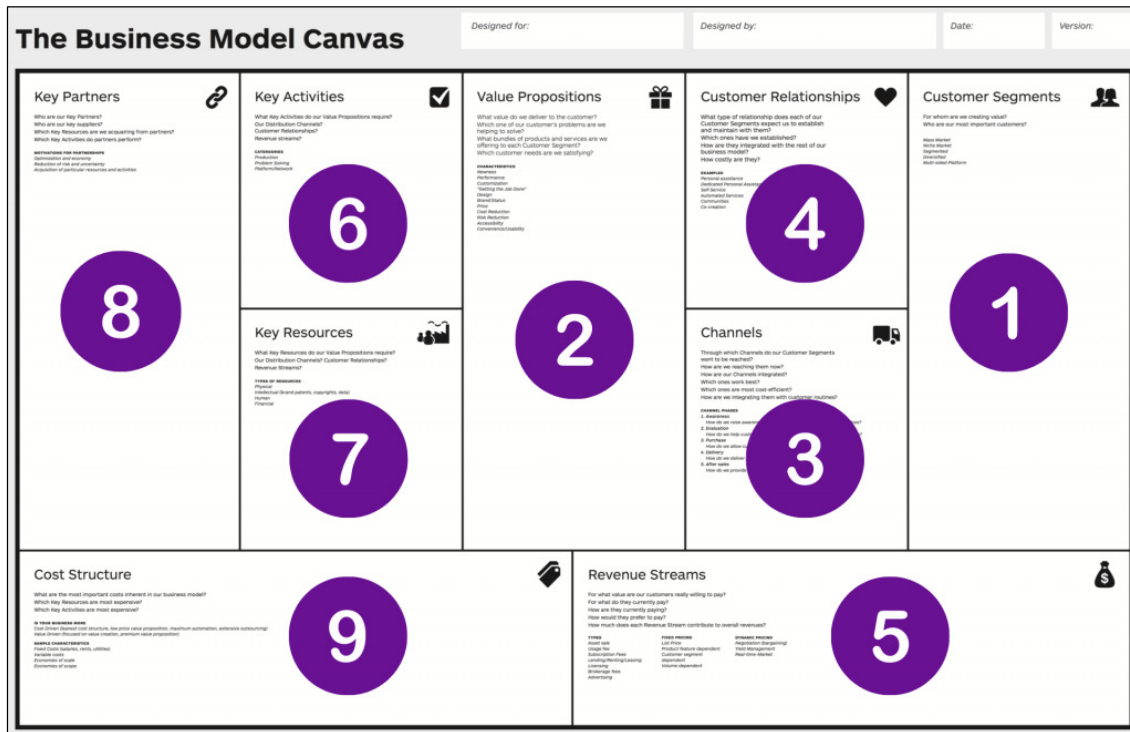 The Business Model Canvas
Designed for:
Designed by:
Date:
Version:
Key Partners
Who are our Key Partners?
Who are our key suppliers?
Which Key Resources are we acquairing from partners?
Which Key Activities do partners perform?
MOTIVATIONS FOR PARTNERSHIPS
Optimization and economy
Reduction of risk and uncertainty
Acquisition of particular resources and activities
8
Key Activities
What Key Activities do our Value Propositions require?
Our Distribution Channels?
Customer Relationships?
Revenue streams?
CATEGORIES
Production
Problem Solving
Platform/Network
6
Key Resources
What Key Resources do our Value Propositions require?
Our Distribution Channels? Customer Relationships?
Revenue Streams?
TYPES OF RESOURCES
Physical
Intellectual (brand patents, copyrights, data)
Human
Financial
7
Value Propositions
What value do we deliver to the customer?
Which one of our customer's problems are we
helping to solve?
What bundles of products and services are we
offering to each Customer Segment?
Which customer needs are we satisfying?
CHARACTERISTICS
Newness
Performance
Customization
"Getting the Job Done"
Design
Brand/Status
Price
Cost Reduction
Risk Reduction
Accessibility
Convenience/Usability
2
Customer Relationships
What type of relationship does each of our
Customer Segments expect us to establish
and maintain with them?
Which ones have we established?
How are they integrated with the rest of our
business model?
How costly are they?
EXAMPLES
Personal assistance
Dedicated Personal
Self-Service
Automated Services
Communities
Co-creation
4
Channels
Through which Channels do our Customer Segments
want to be reached?
How are we reaching them now?
How are our Channels integrated?
Which ones work best?
Which ones are most cost-efficient?
How are we integrating them with customer routines?
CHANNEL PHASES
1. Awareness
How do we raise
2. Evaluation
How do we help
3. Purchase
How do we allow
4. Delivery
How do we deliver
5. After sales
How do we provide
3
Customer Segments
For whom are we creating value?
Who are our most important customers?
Mass Market
Niche Market
Segmented
Diversified
Multi-sided Platform
1
Cost Structure
What are the most important costs inherent in our business model?
Which Key Resources are most expensive?
Which Key Activities are most expensive?
IS YOUR BUSINESS MORE
Cost Driven (leanest cost structure, low price value proposition, maximum automation, extensive outsourcing)
Value Driven (focused on value creation, premium value proposition)
SAMPLE CHARACTERISTICS
Fixed Costs (salaries, rents, utilities)
Variable costs
Economies of scale
Economies of scope
9
Revenue Streams
For what value are our customers really willing to pay?
For what do they currently pay?
How are they currently paying?
How would they prefer to pay?
How much does each Revenue Stream contribute to overall revenues?
TYPES
Asset sale
Usage fee
Subscription Fees
Lending/Renting/Leasing
Licensing
Brokerage fees
Advertising
FIXED PRICING
List Price
Product feature dependent
Customer segment
dependent
Volume dependent
DYNAMIC PRICING
Negotiation (bargaining)
Yield Management
Real-time-Market
5